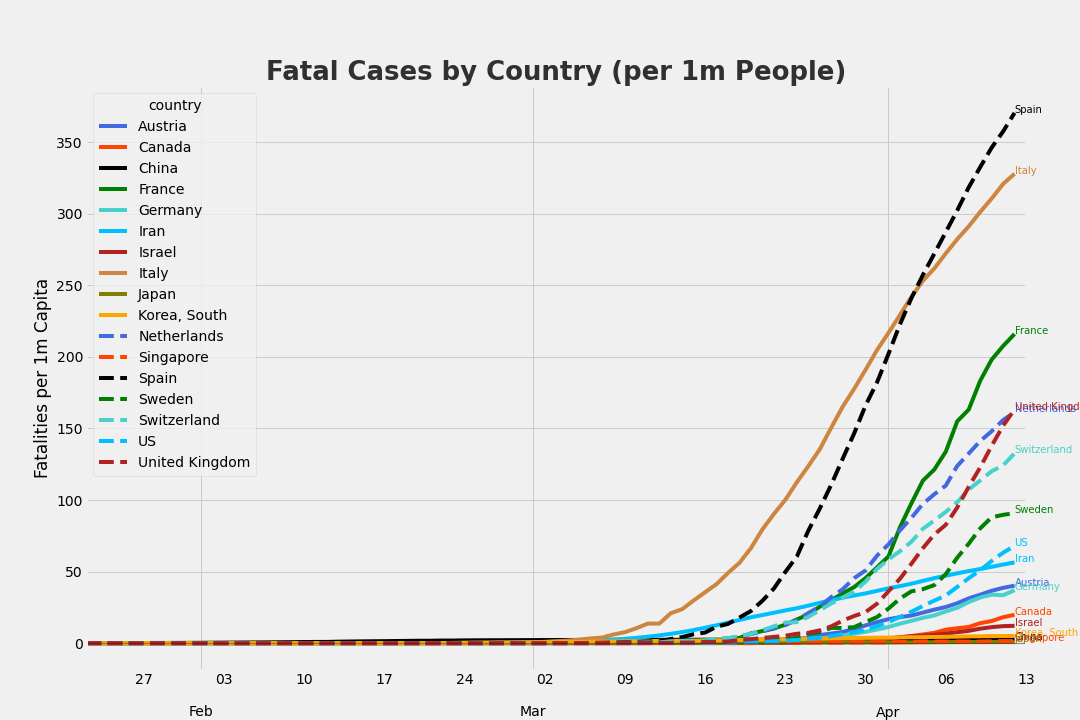 Fatal Cases by Country (per 1m People)
country
Austria
Canada
China
France
Germany
Iran
Israel
Italy
Japan
Korea, South
Netherlands
Singapore
Spain
Sweden
Switzerland
US
United Kingdom
Fatalities per 1m Capita
350
300
250
200
150
100
50
0
Spain
Italy
France
United Kingd
Netherlands
Switzerland
Sweden
US
Iran
Austria
Germany
Canada
Israel
Korea, South
27
03
10
17
24
02
09
16
23
30
06
13
Feb
Mar
Apr